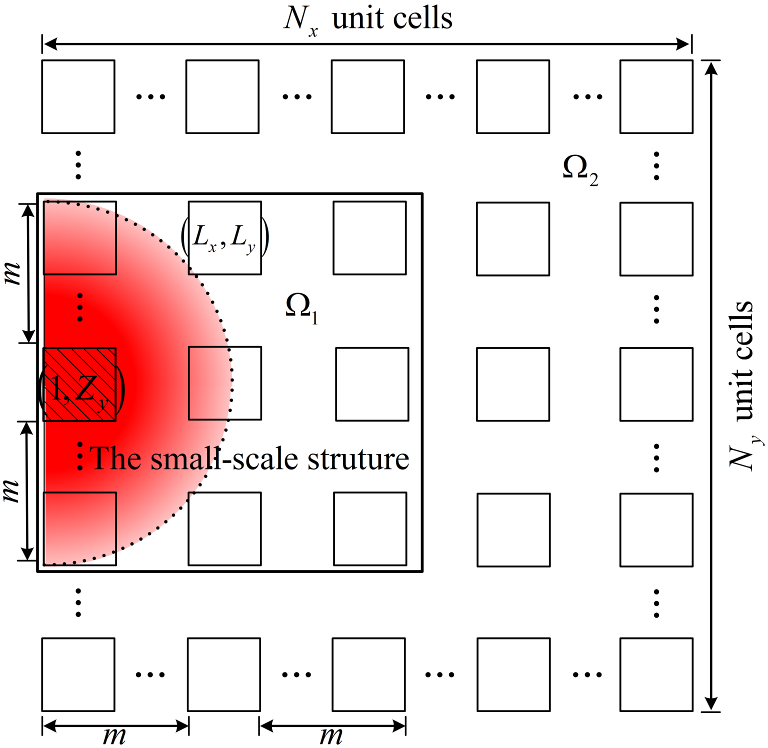 N_x unit cells
... ... ... ...
⋮ ⋮
Ω_2
(L_x, L_y)
m
⋮ ⋮
Ω_1
(1, Z_y)
N_y unit cells
⋮ The small-scale struture ⋮
m
⋮ ⋮
... ... ... ...
m m